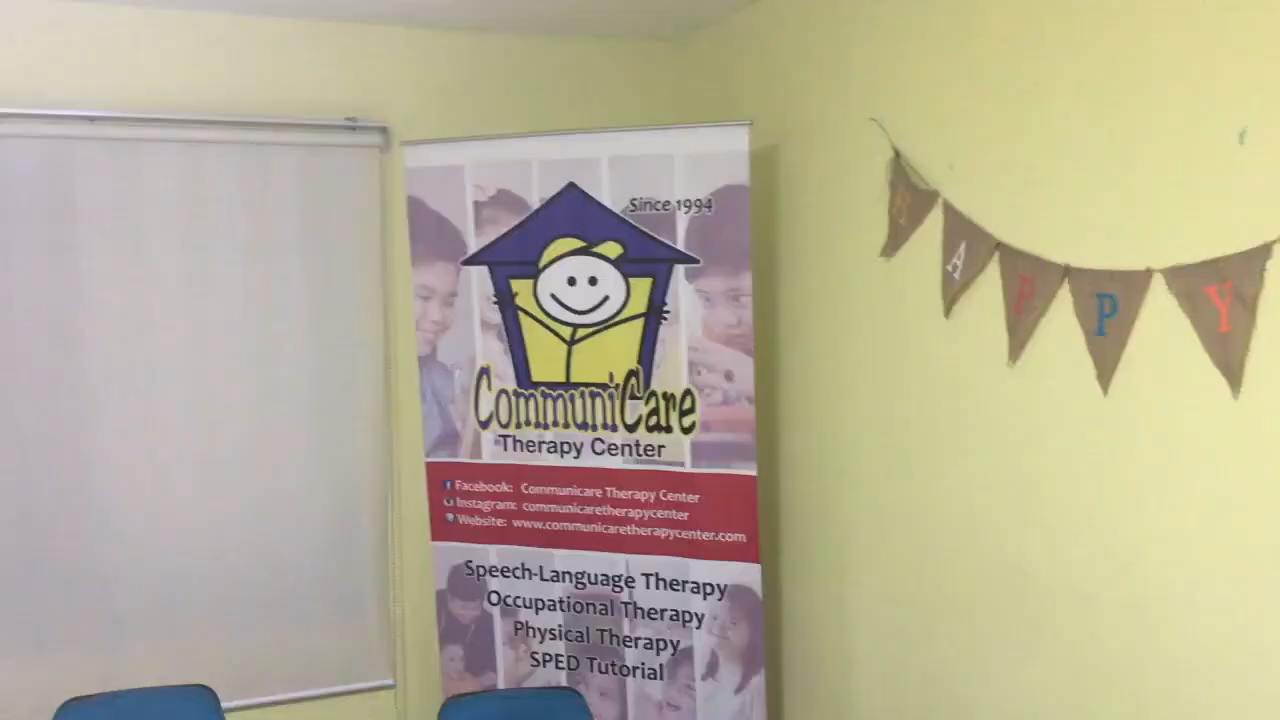 Since 1994
CommuniCare
Therapy Center
Facebook: Communicare Therapy Center
Instagram: communicaretherapycenter
Website: www.communicaretherapycenter.com
Speech-Language Therapy
Occupational Therapy
Physical Therapy
SPED Tutorial
HAPPY